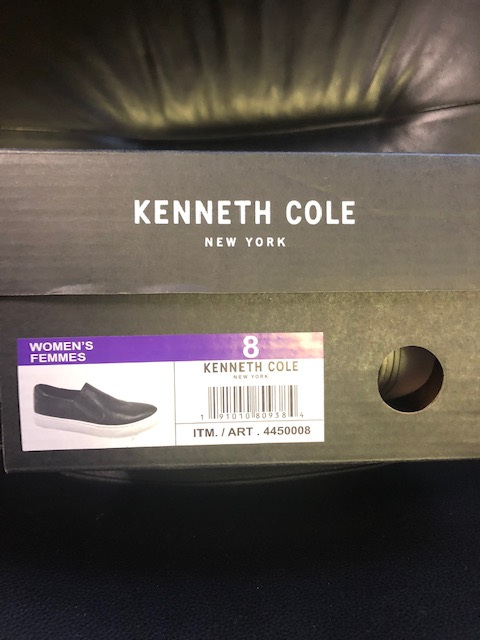 KENNETH COLE
NEW YORK
WOMEN'S
FEMMES
8
KENNETH COLE
NEW YORK
1 91010 80938 4
ITM. / ART . 4450008